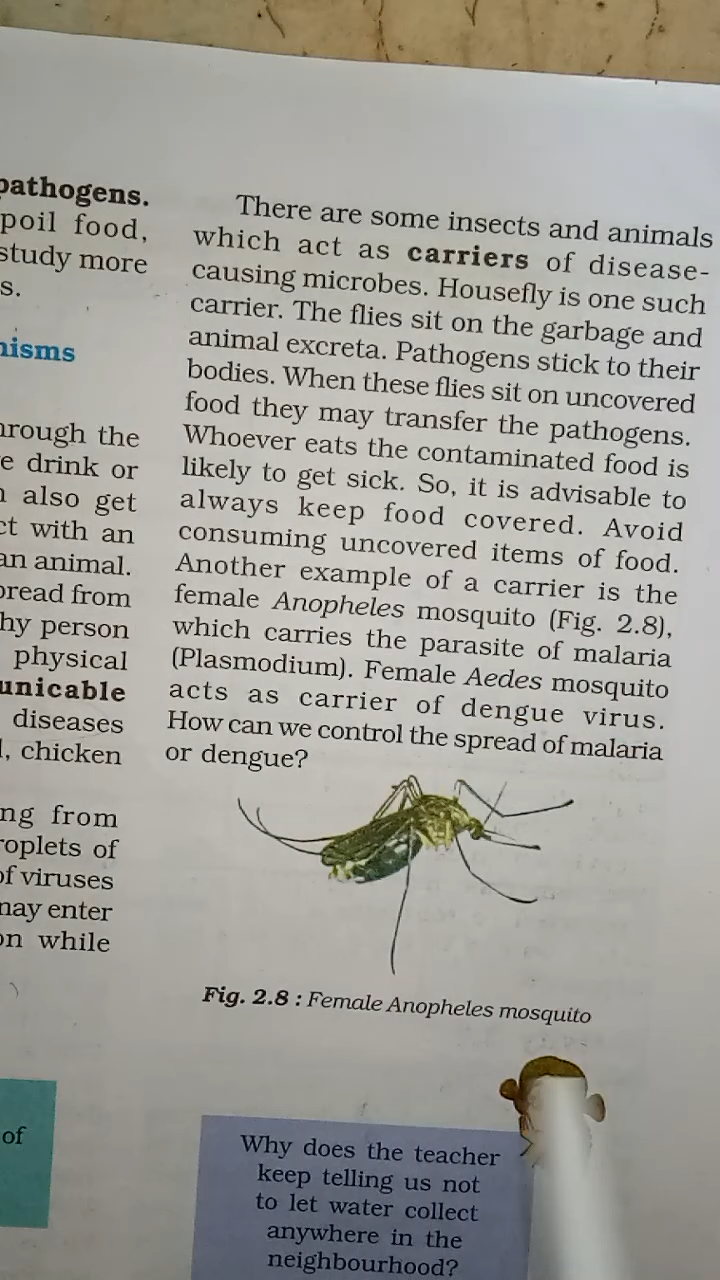 pathogens.
poil food,
study more
s.
nisms
hrough the
e drink or
also get
ct with an
an animal.
pread from
hy person
physical
unicable
diseases
l, chicken
ng from
roplets of
of viruses
may enter
on while
of
There are some insects and animals
which act as carriers of disease-
causing microbes. Housefly is one such
carrier. The flies sit on the garbage and
animal excreta. Pathogens stick to their
bodies. When these flies sit on uncovered
food they may transfer the pathogens.
Whoever eats the contaminated food is
likely to get sick. So, it is advisable to
always keep food covered. Avoid
consuming uncovered items of food.
Another example of a carrier is the
female Anopheles mosquito (Fig. 2.8),
which carries the parasite of malaria
(Plasmodium). Female Aedes mosquito
acts as carrier of dengue virus.
How can we control the spread of malaria
or dengue?
Fig. 2.8 : Female Anopheles mosquito
Why does the teacher
keep telling us not
to let water collect
anywhere in the
neighbourhood?